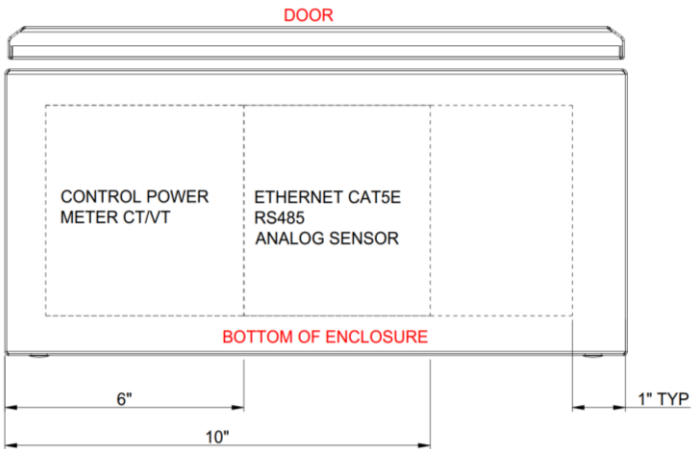 DOOR
CONTROL POWER
METER CT/VT
ETHERNET CAT5E
RS485
ANALOG SENSOR
BOTTOM OF ENCLOSURE
6"
1" TYP
10"